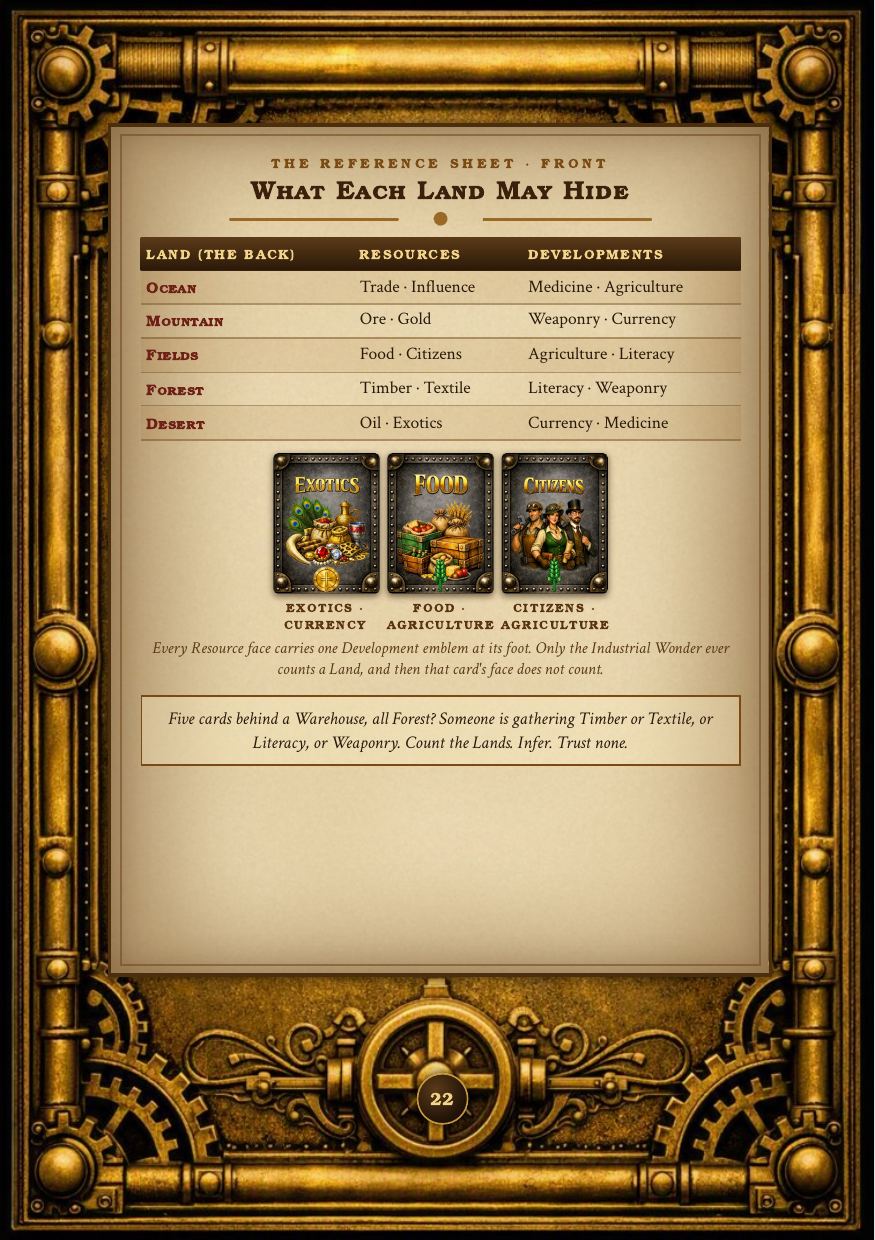 THE REFERENCE SHEET · FRONT
WHAT EACH LAND MAY HIDE
LAND (THE BACK) RESOURCES DEVELOPMENTS
OCEAN Trade · Influence Medicine · Agriculture
MOUNTAIN Ore · Gold Weaponry · Currency
FIELDS Food · Citizens Agriculture · Literacy
FOREST Timber · Textile Literacy · Weaponry
DESERT Oil · Exotics Currency · Medicine
EXOTICS FOOD CITIZENS
EXOTICS · FOOD · CITIZENS ·
CURRENCY AGRICULTURE AGRICULTURE
Every Resource face carries one Development emblem at its foot. Only the Industrial Wonder ever
counts a Land, and then that card's face does not count.
Five cards behind a Warehouse, all Forest? Someone is gathering Timber or Textile, or
Literacy, or Weaponry. Count the Lands. Infer. Trust none.
22